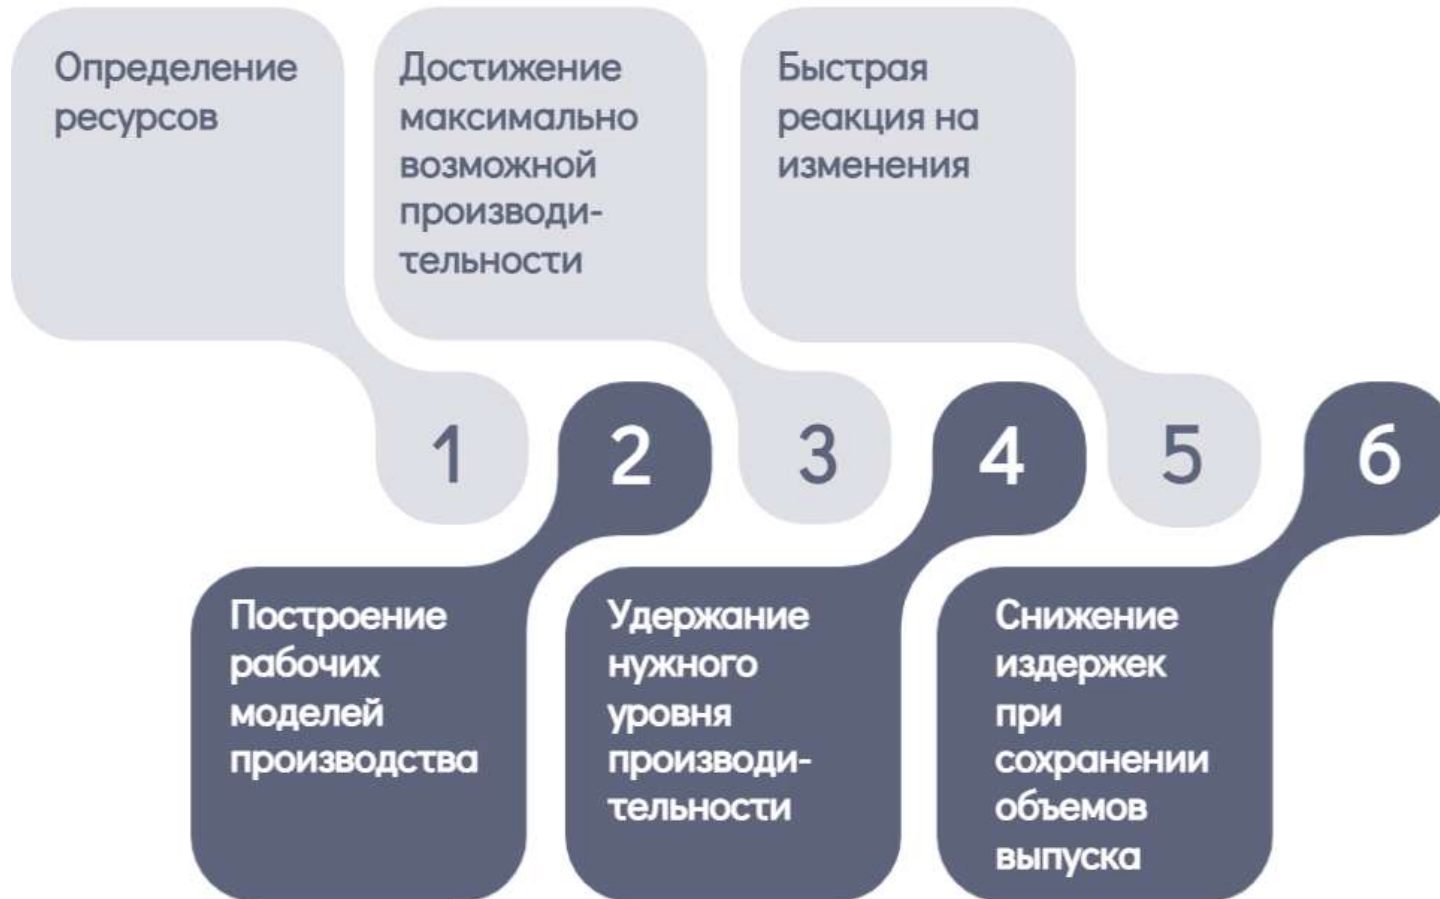 Определение
ресурсов
1
Построение
рабочих
моделей
производства
2
Достижение
максимально
возможной
производи-
тельности
3
Удержание
нужного
уровня
производи-
тельности
4
Быстрая
реакция на
изменения
5
Снижение
издержек
при
сохранении
объемов
выпуска
6